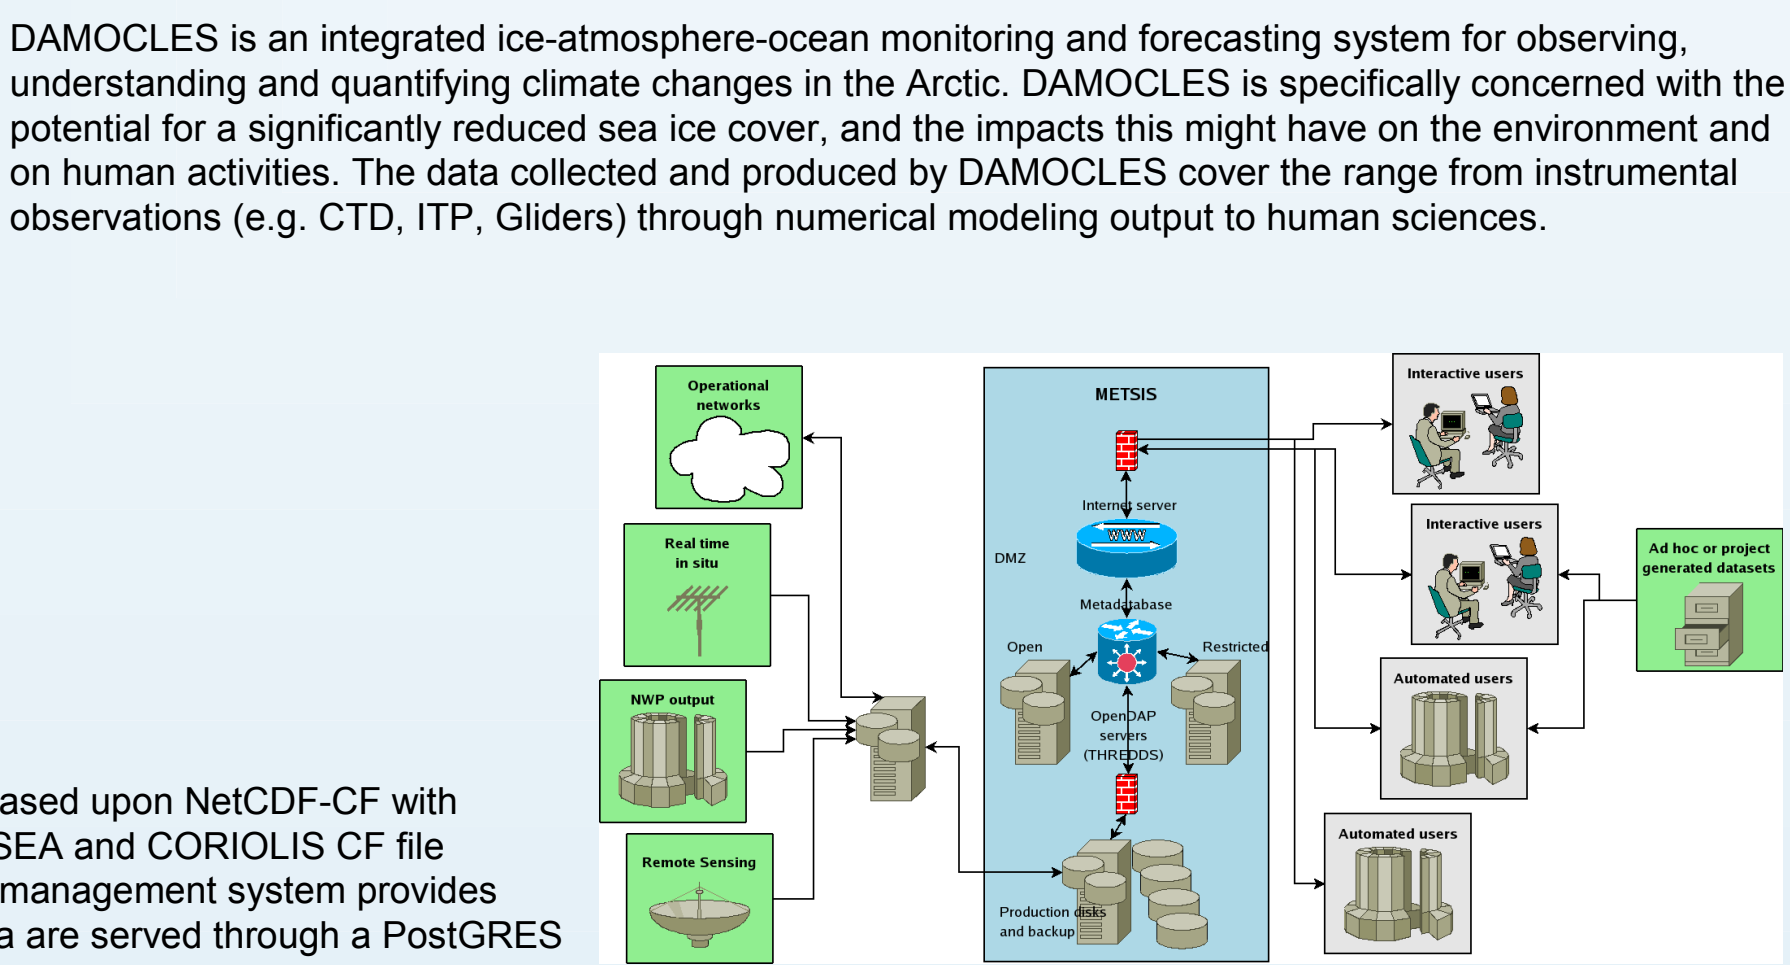 DAMOCLES is an integrated ice-atmosphere-ocean monitoring and forecasting system for observing,
understanding and quantifying climate changes in the Arctic. DAMOCLES is specifically concerned with the
potential for a significantly reduced sea ice cover, and the impacts this might have on the environment and
on human activities. The data collected and produced by DAMOCLES cover the range from instrumental
observations (e.g. CTD, ITP, Gliders) through numerical modeling output to human sciences.
ased upon NetCDF-CF with
SEA and CORIOLIS CF file
management system provides
a are served through a PostGRES
Operational
networks
Real time
in situ
NWP output
Remote Sensing
METSIS
Internet server
WWW
DMZ
Metadatabase
Open
Restricted
OpenDAP
servers
(THREDDS)
Production disks
and backup
Interactive users
Interactive users
Automated users
Automated users
Ad hoc or project
generated datasets